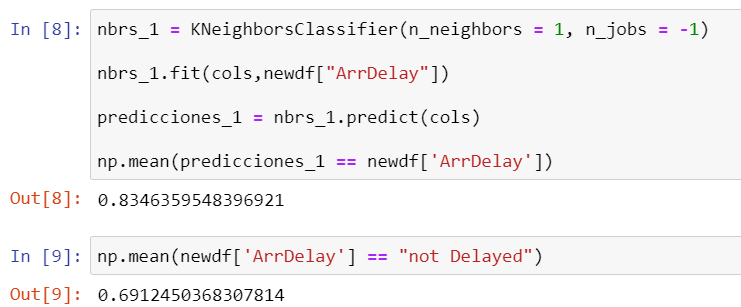 In [8]: nbrs_1 = KNeighborsClassifier(n_neighbors = 1, n_jobs = -1)
nbrs_1.fit(cols,newdf["ArrDelay"])
predicciones_1 = nbrs_1.predict(cols)
np.mean(predicciones_1 == newdf['ArrDelay'])
Out[8]: 0.8346359548396921
In [9]: np.mean(newdf['ArrDelay'] == "not Delayed")
Out[9]: 0.6912450368307814